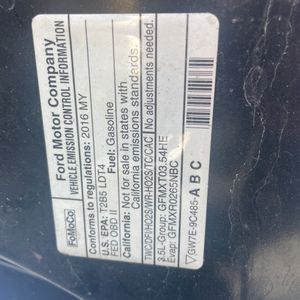 FoMoCo
Ford Motor Company
VEHICLE EMISSION CONTROL INFORMATION
Conforms to regulations: 2016 MY
U.S. EPA: T2B5 LDT4
FED OBD II Fuel: Gasoline
California: Not for sale in states with
California emissions standards.
TWC/DFI/HO2S/WR-HO2S/TC/CAC No adjustments needed.
3.5L-Group: GFMXT03.54HE
Evap: GFMXR0265NBC
GW7E-9C485-A B C